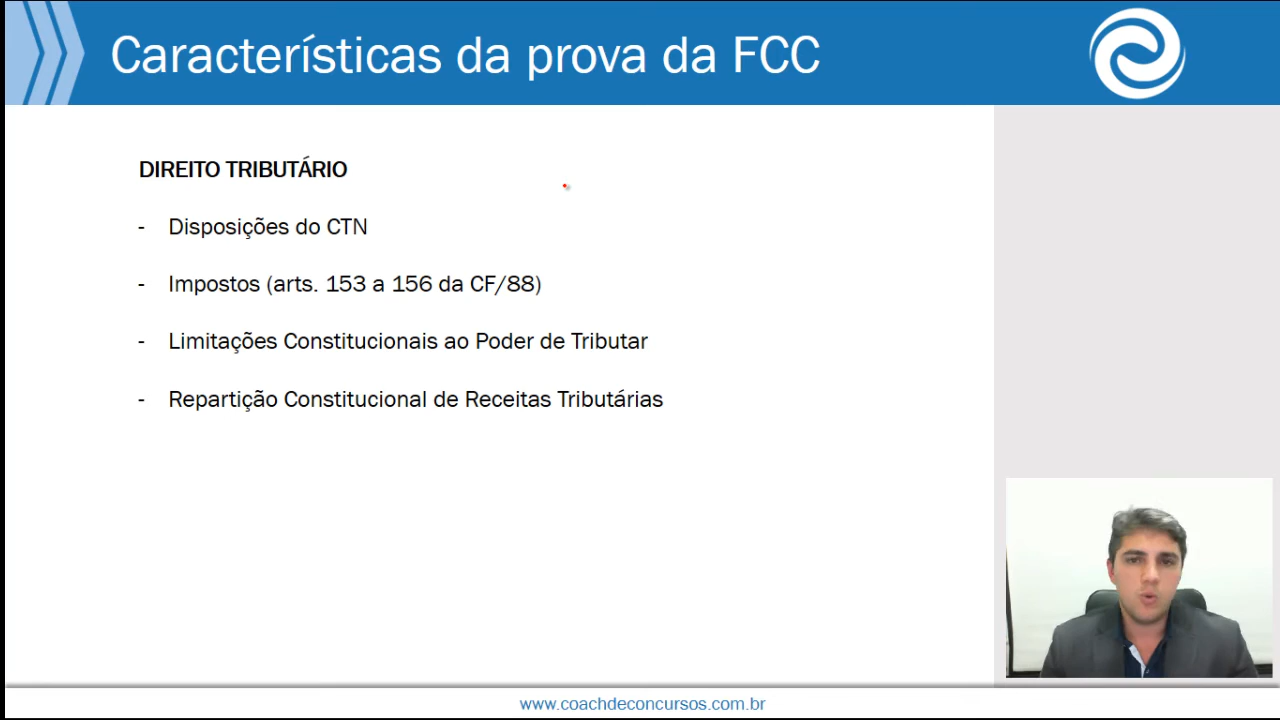 Características da prova da FCC
DIREITO TRIBUTÁRIO
- Disposições do CTN
- Impostos (arts. 153 a 156 da CF/88)
- Limitações Constitucionais ao Poder de Tributar
- Repartição Constitucional de Receitas Tributárias
www.coachdeconcursos.com.br